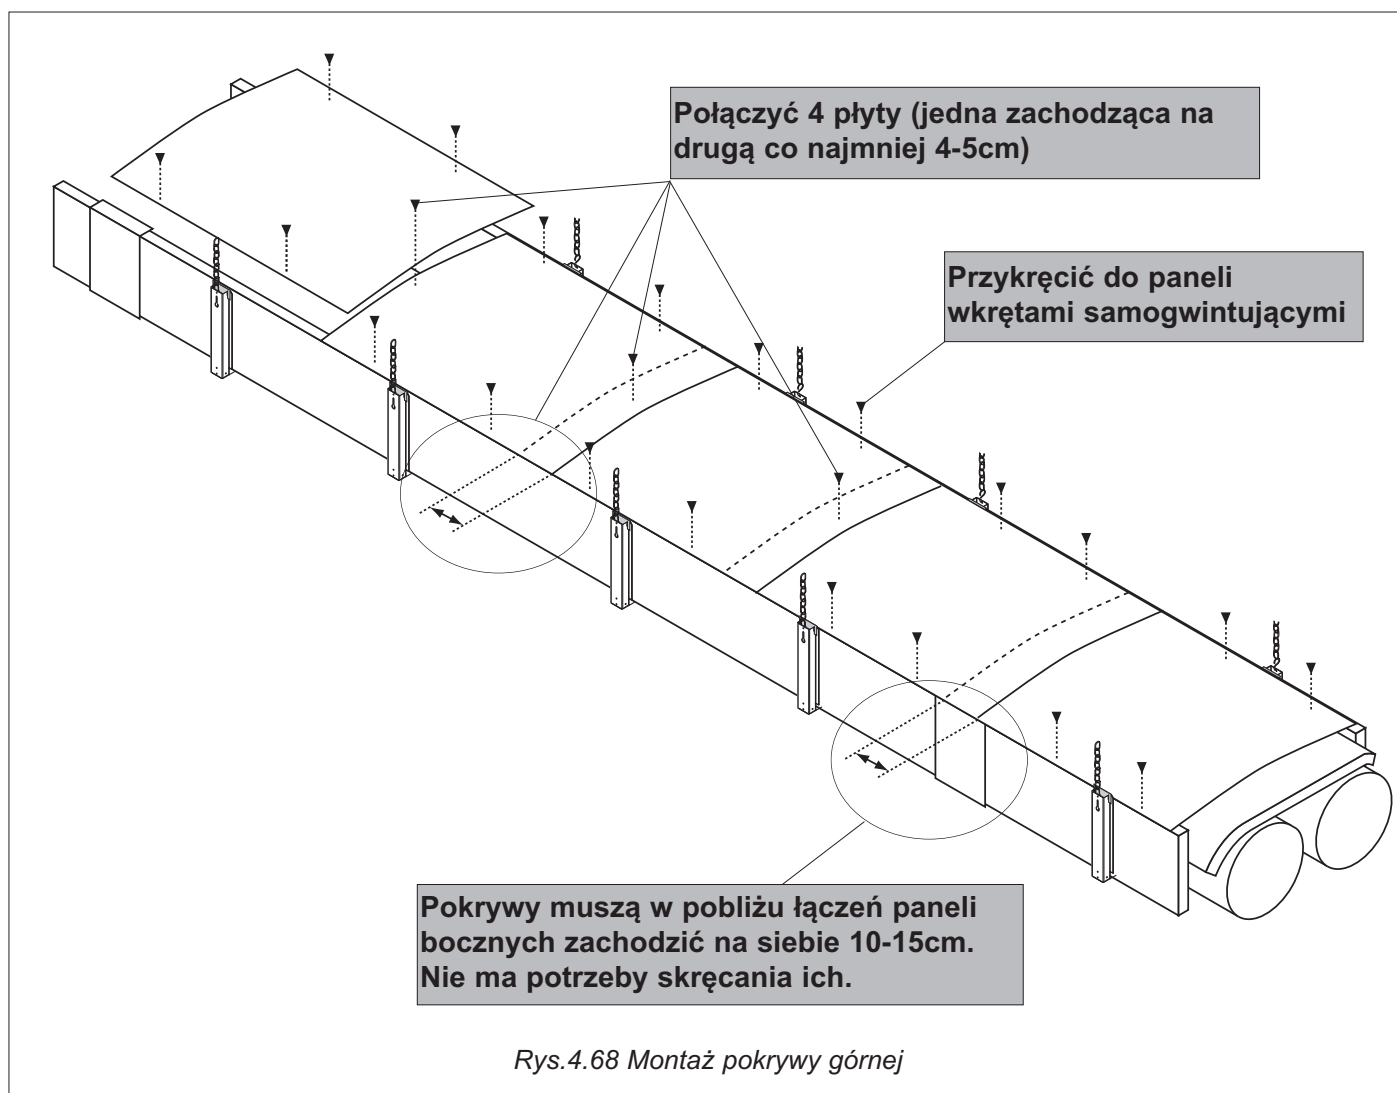 Połączyć 4 płyty (jedna zachodząca na
drugą co najmniej 4-5cm)
Przykręcić do paneli
wkrętami samogwintującymi
Pokrywy muszą w pobliżu łączeń paneli
bocznych zachodzić na siebie 10-15cm.
Nie ma potrzeby skręcania ich.
Rys.4.68 Montaż pokrywy górnej